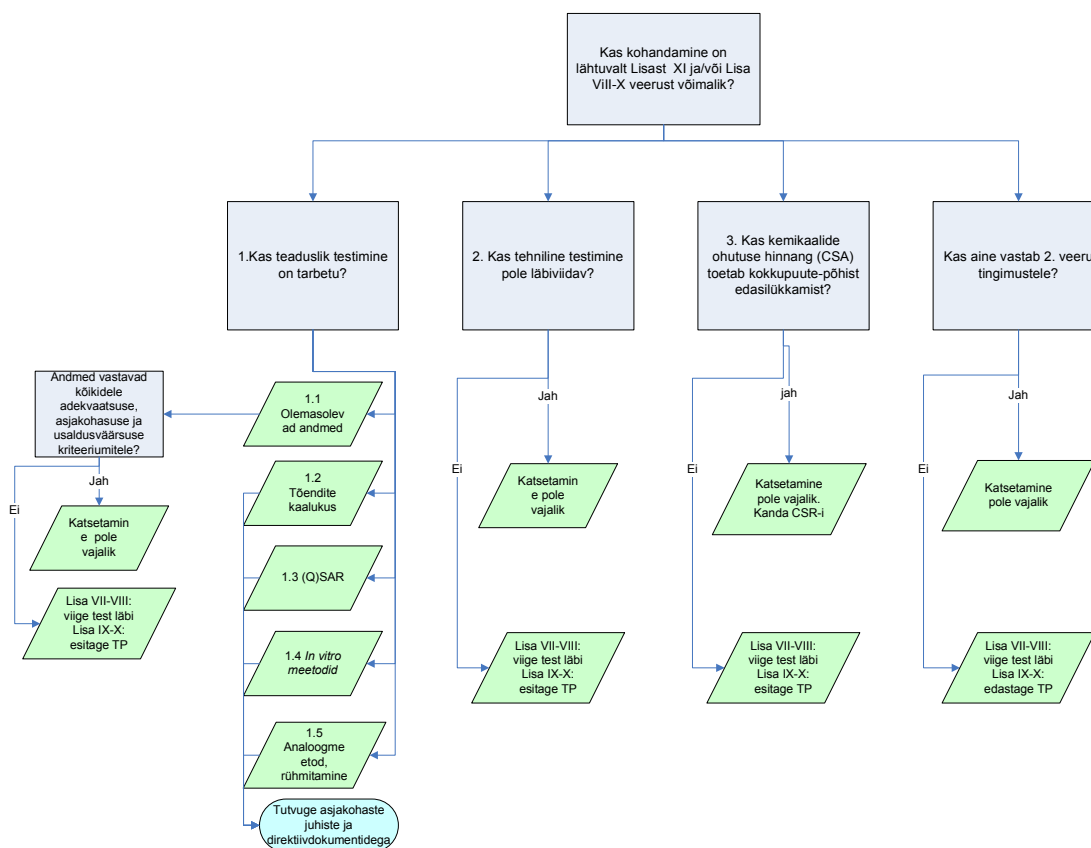 Kas kohandamine on
lähtuvalt Lisast XI ja/või Lisa
VIII-X veerust võimalik?
1.Kas teaduslik testimine
on tarbetu?
2. Kas tehniline testimine
pole läbiviidav?
3. Kas kemikaalide
ohutuse hinnang (CSA)
toetab kokkupuute-põhist
edasilükkamist?
Kas aine vastab 2. veeru
tingimustele?
Andmed vastavad
kõikidele
adekvaatsuse,
asjakohasuse ja
usaldusväärsuse
kriteeriumitele?
Jah
Ei
Katsetamin
e pole
vajalik
Lisa VII-VIII:
viige test läbi
Lisa IX-X:
esitage TP
1.1
Olemasolev
ad andmed
1.2
Tõendite
kaalukus
1.3 (Q)SAR
1.4 In vitro
meetodid
1.5
Analoogme
etod,
rühmitamine
Tutvuge asjakohaste
juhiste ja
direktiivdokumentidega
Jah
Ei
Katsetamin
e pole
vajalik
Lisa VII-VIII:
viige test läbi
Lisa IX-X:
esitage TP
jah
Ei
Katsetamine
pole vajalik.
Kanda CSR-i
Lisa VII-VIII:
viige test läbi
Lisa IX-X:
esitage TP
Jah
Ei
Katsetamine
pole vajalik
Lisa VII-VIII:
viige test läbi
Lisa IX-X:
edastage TP